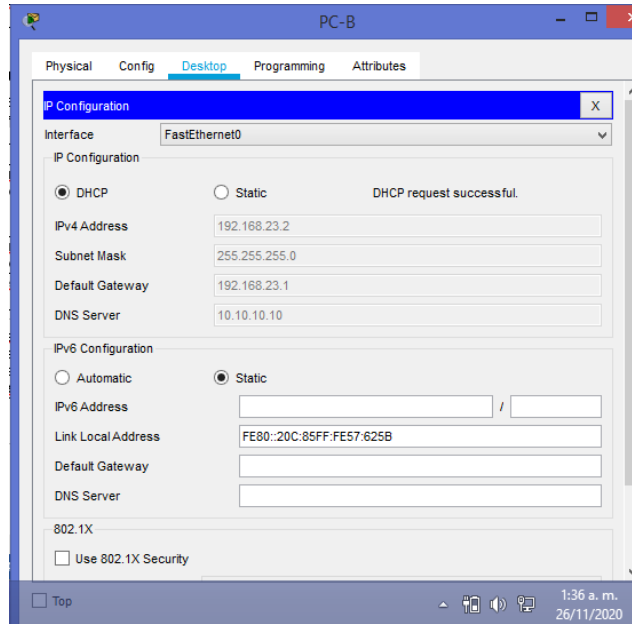 PC-B
Physical Config Desktop Programming Attributes
IP Configuration X
Interface FastEthernet0
IP Configuration
DHCP Static DHCP request successful.
IPv4 Address 192.168.23.2
Subnet Mask 255.255.255.0
Default Gateway 192.168.23.1
DNS Server 10.10.10.10
IPv6 Configuration
Automatic Static
IPv6 Address /
Link Local Address FE80::20C:85FF:FE57:625B
Default Gateway
DNS Server
802.1X
Use 802.1X Security
Top
1:36 a. m.
26/11/2020